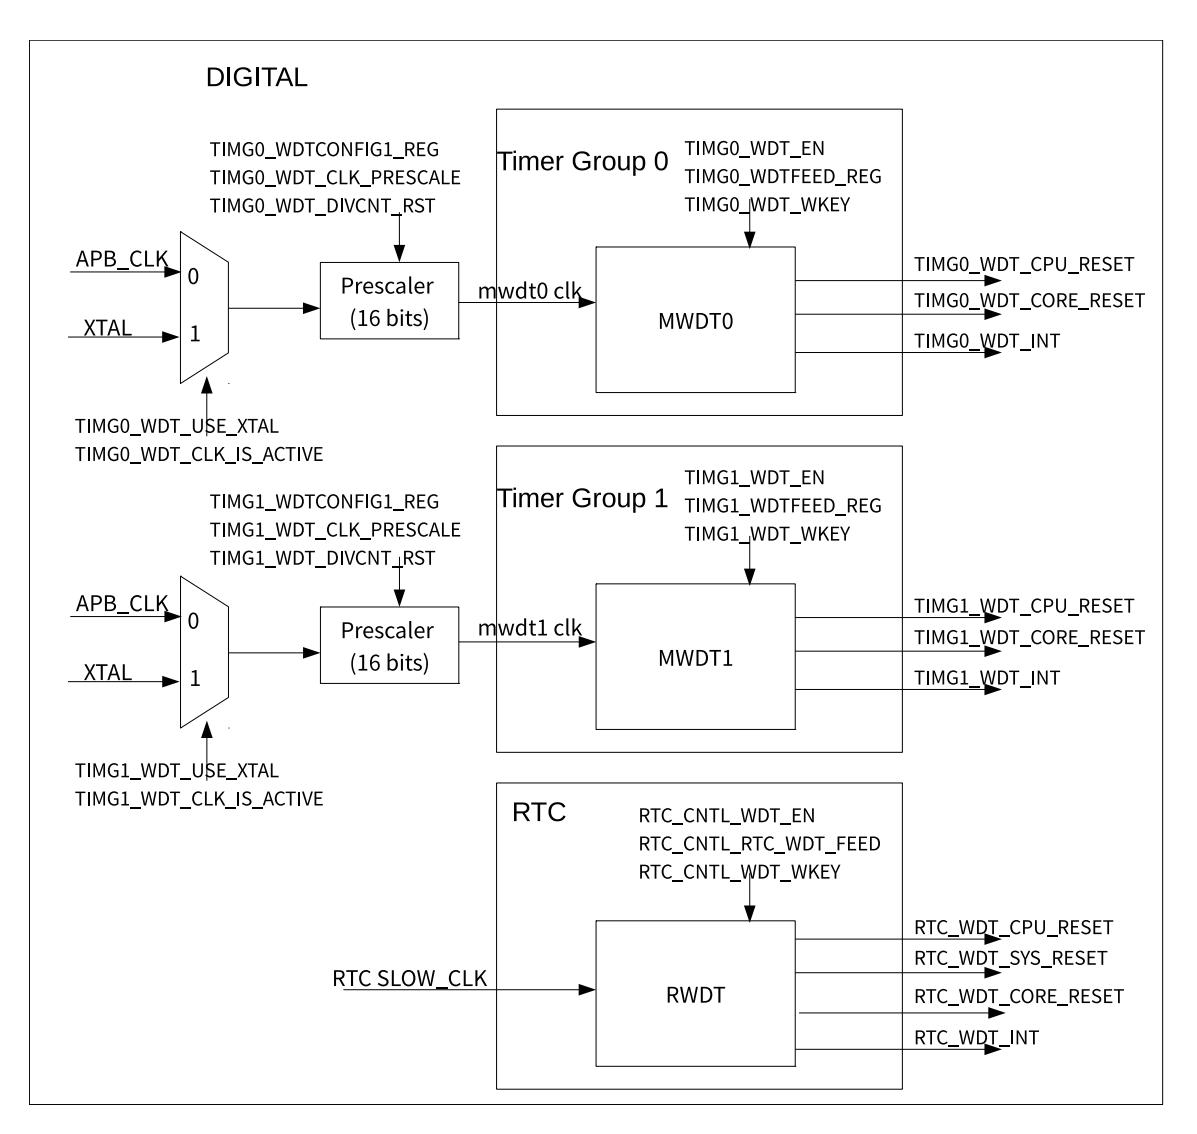 DIGITAL
TIMG0_WDTCONFIG1_REG
TIMG0_WDT_CLK_PRESCALE
TIMG0_WDT_DIVCNT_RST
Timer Group 0
TIMG0_WDT_EN
TIMG0_WDTFEED_REG
TIMG0_WDT_WKEY
APB_CLK
0
XTAL
1
Prescaler
(16 bits)
mwdt0 clk
MWDT0
TIMG0_WDT_CPU_RESET
TIMG0_WDT_CORE_RESET
TIMG0_WDT_INT
TIMG0_WDT_USE_XTAL
TIMG0_WDT_CLK_IS_ACTIVE
TIMG1_WDTCONFIG1_REG
TIMG1_WDT_CLK_PRESCALE
TIMG1_WDT_DIVCNT_RST
Timer Group 1
TIMG1_WDT_EN
TIMG1_WDTFEED_REG
TIMG1_WDT_WKEY
APB_CLK
0
XTAL
1
Prescaler
(16 bits)
mwdt1 clk
MWDT1
TIMG1_WDT_CPU_RESET
TIMG1_WDT_CORE_RESET
TIMG1_WDT_INT
TIMG1_WDT_USE_XTAL
TIMG1_WDT_CLK_IS_ACTIVE
RTC
RTC_CNTL_WDT_EN
RTC_CNTL_RTC_WDT_FEED
RTC_CNTL_WDT_WKEY
RTC SLOW_CLK
RWDT
RTC_WDT_CPU_RESET
RTC_WDT_SYS_RESET
RTC_WDT_CORE_RESET
RTC_WDT_INT